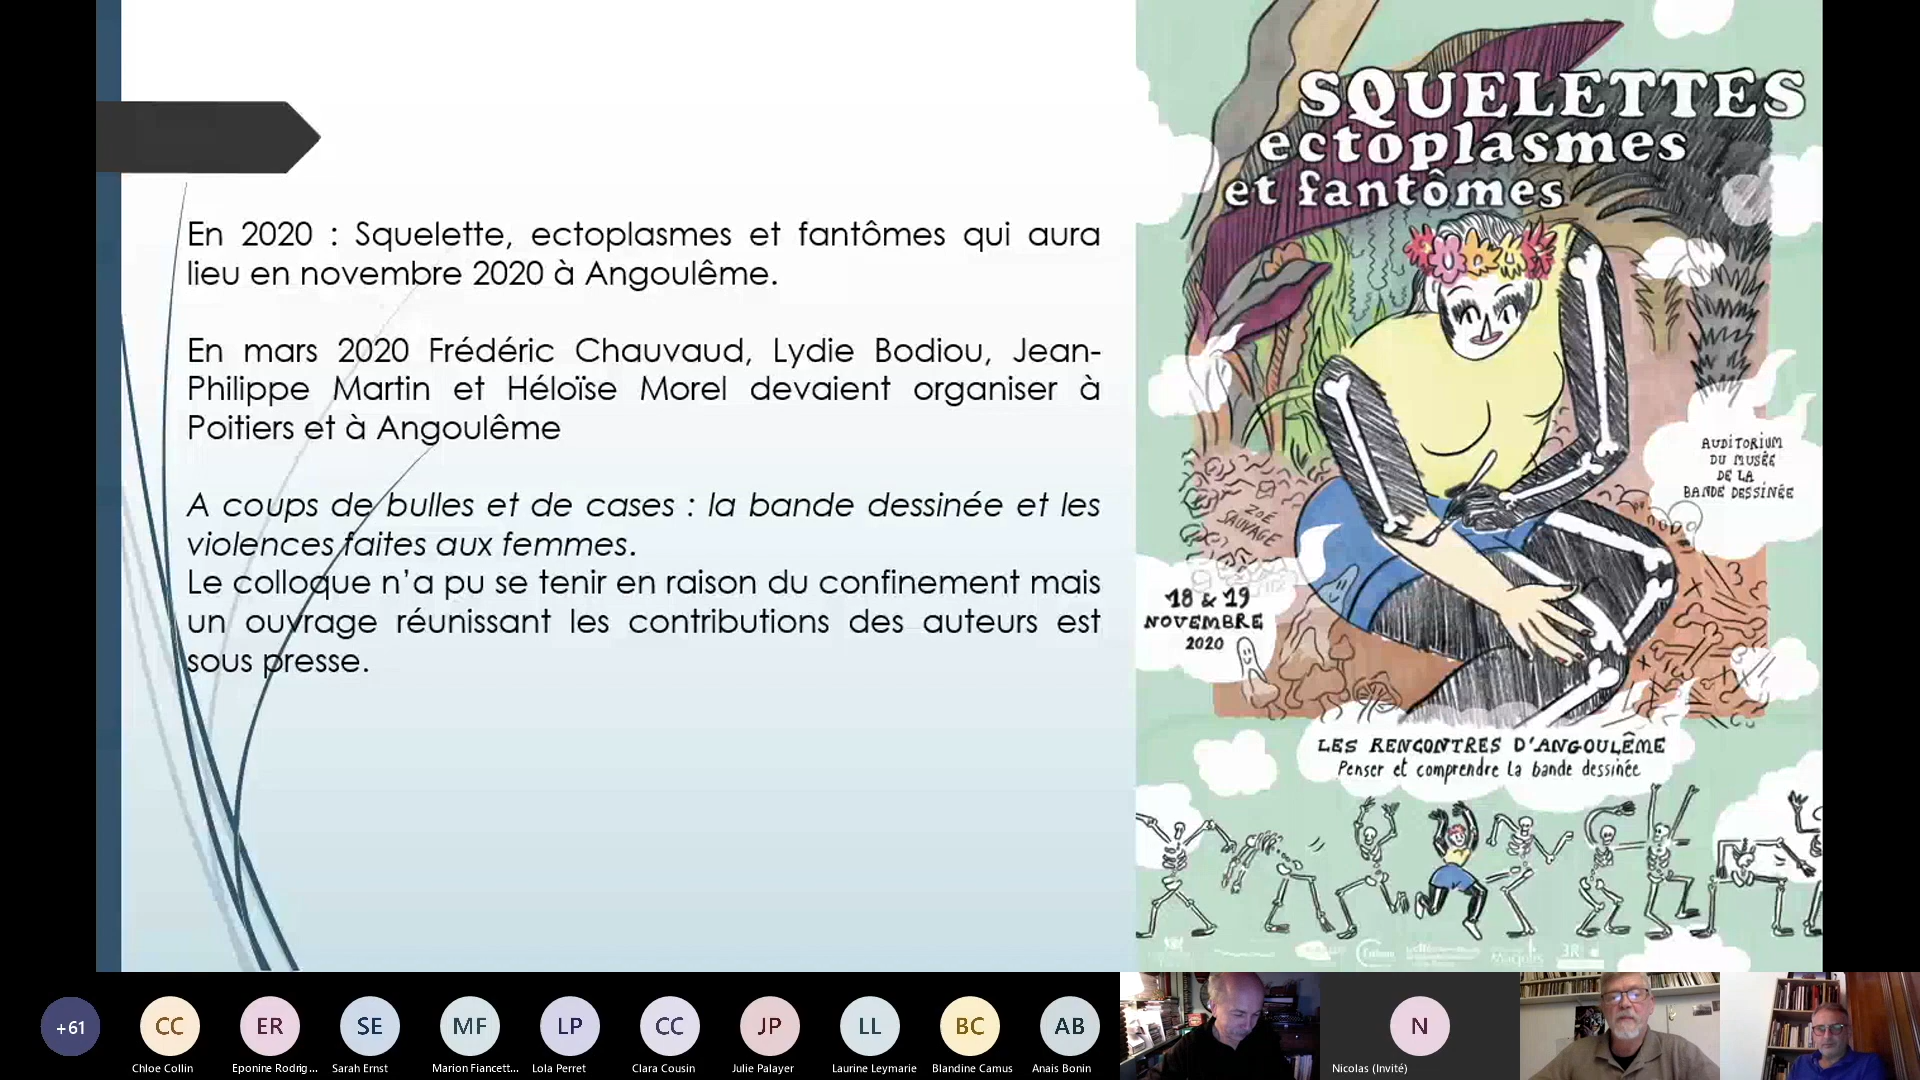 En 2020 : Squelette, ectoplasmes et fantômes qui aura
lieu en novembre 2020 à Angoulême.
En mars 2020 Frédéric Chauvaud, Lydie Bodiou, Jean-
Philippe Martin et Héloïse Morel devaient organiser à
Poitiers et à Angoulême
A coups de bulles et de cases : la bande dessinée et les
violences faites aux femmes.
Le colloque n’a pu se tenir en raison du confinement mais
un ouvrage réunissant les contributions des auteurs est
sous presse.
SQUELETTES
ectoplasmes
et fantômes
AUDITORIUM
DU MUSÉE
DE LA
BANDE DESSINÉE
ZOÉ
SAUVAGE
18 & 19
NOVEMBRE
2020
LES RENCONTRES D'ANGOULÊME
Penser et comprendre la bande dessinée
+61
CC
ER
SE
MF
LP
CC
JP
LL
BC
AB
N
Chloe Collin
Eponine Rodrig...
Sarah Ernst
Marion Fiancett...
Lola Perret
Clara Cousin
Julie Palayer
Laurine Leymarie
Blandine Camus
Anais Bonin
Nicolas (Invité)